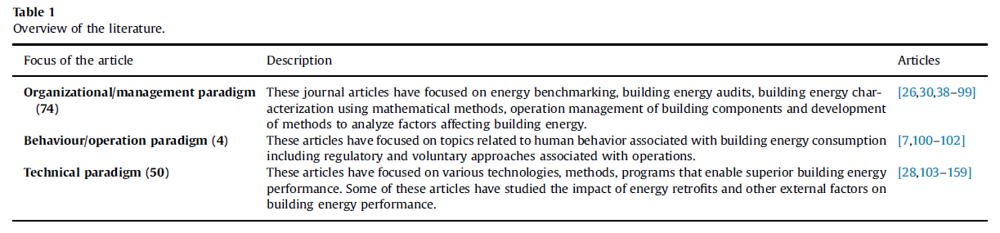 Table 1
Overview of the literature.
Focus of the article Description Articles
Organizational/management paradigm These journal articles have focused on energy benchmarking, building energy audits, building energy char- [26,30,38–99]
(74) acterization using mathematical methods, operation management of building components and development
of methods to analyze factors affecting building energy.
Behaviour/operation paradigm (4) These articles have focused on topics related to human behavior associated with building energy consumption [7,100–102]
including regulatory and voluntary approaches associated with operations.
Technical paradigm (50) These articles have focused on various technologies, methods, programs that enable superior building energy [28,103–159]
performance. Some of these articles have studied the impact of energy retrofits and other external factors on
building energy performance.